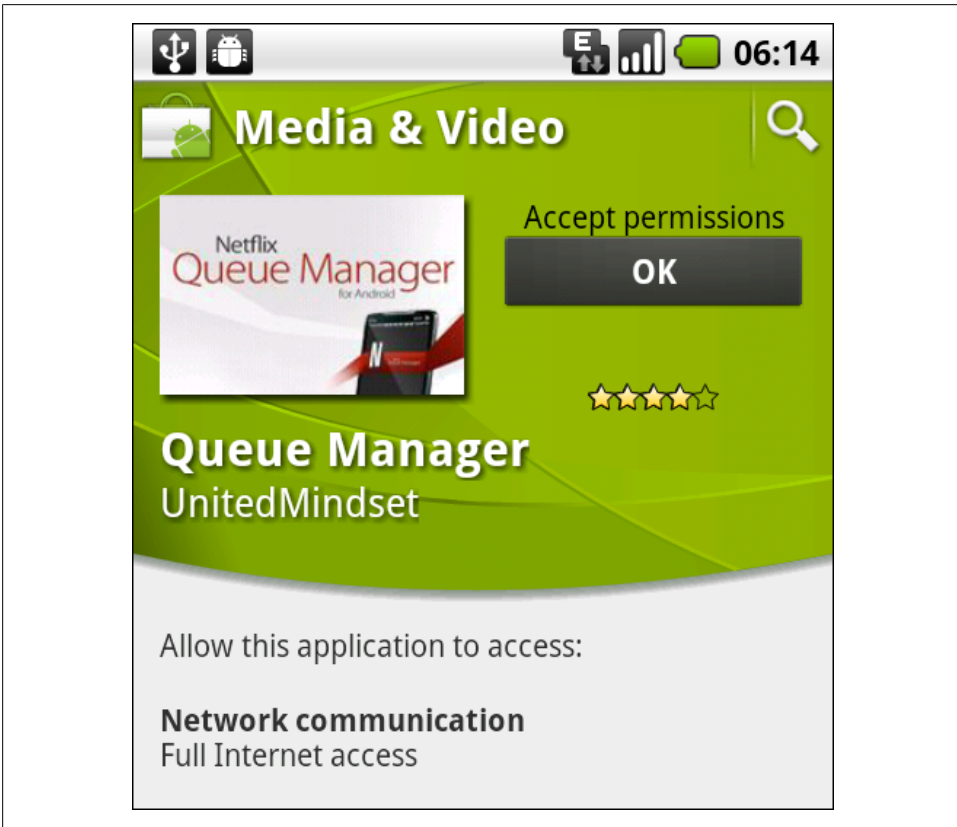 E
06:14
Media & Video
Netflix
Queue Manager
for Android
N
Accept permissions
OK
Queue Manager
UnitedMindset
Allow this application to access:
Network communication
Full Internet access